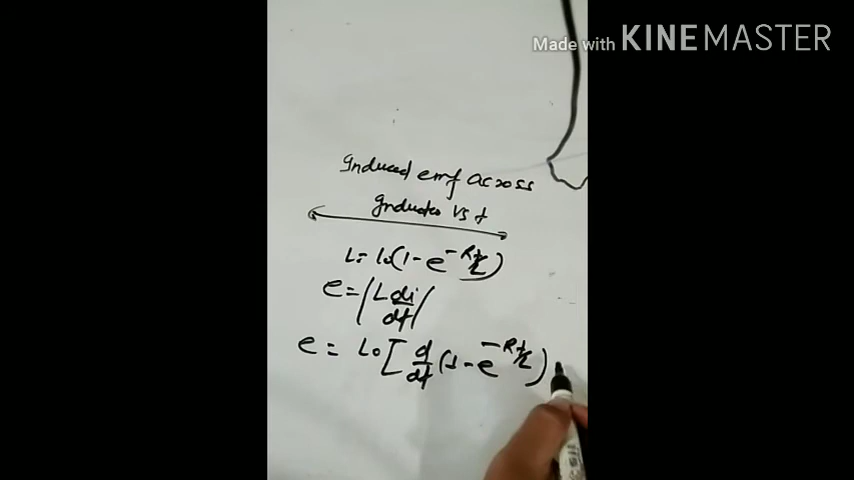 Made with KINEMASTER
Induced emf across
Inductor Vs t
i = i₀(1 - e^-Rt/L)
e = |L di/dt|
e = i₀[d/dt(1 - e^-Rt/L)